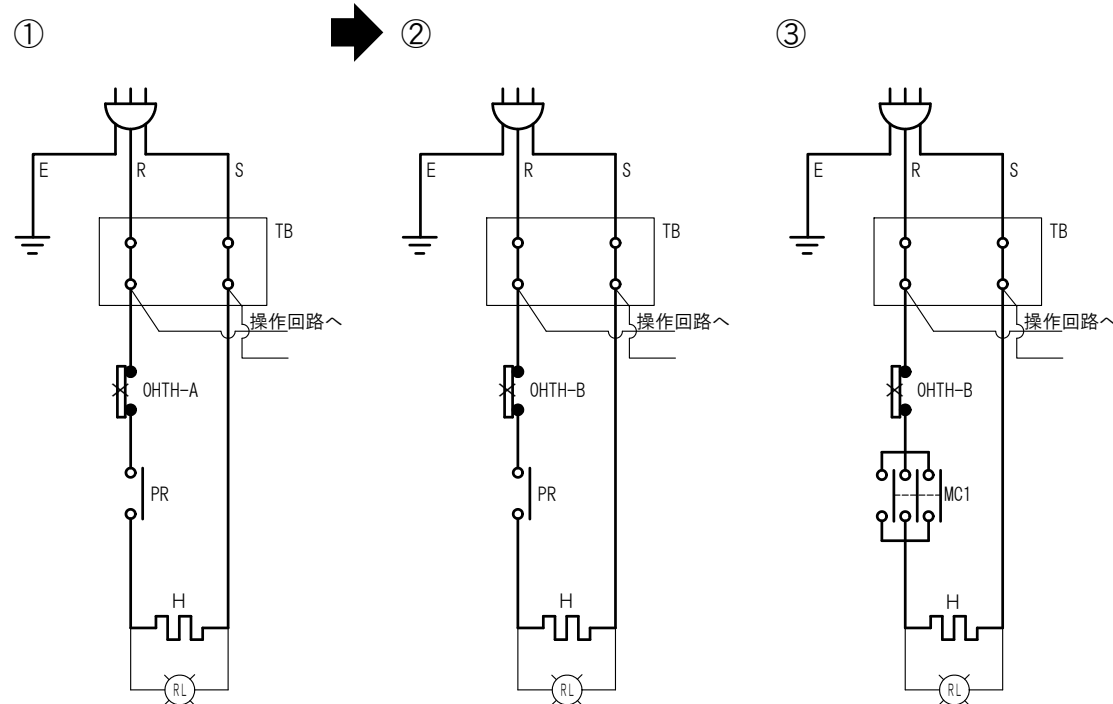 ① ② ③
E R S E R S E R S
TB TB TB
操作回路へ 操作回路へ 操作回路へ
OHTH-A OHTH-B OHTH-B
PR PR MC1
H H H
RL RL RL